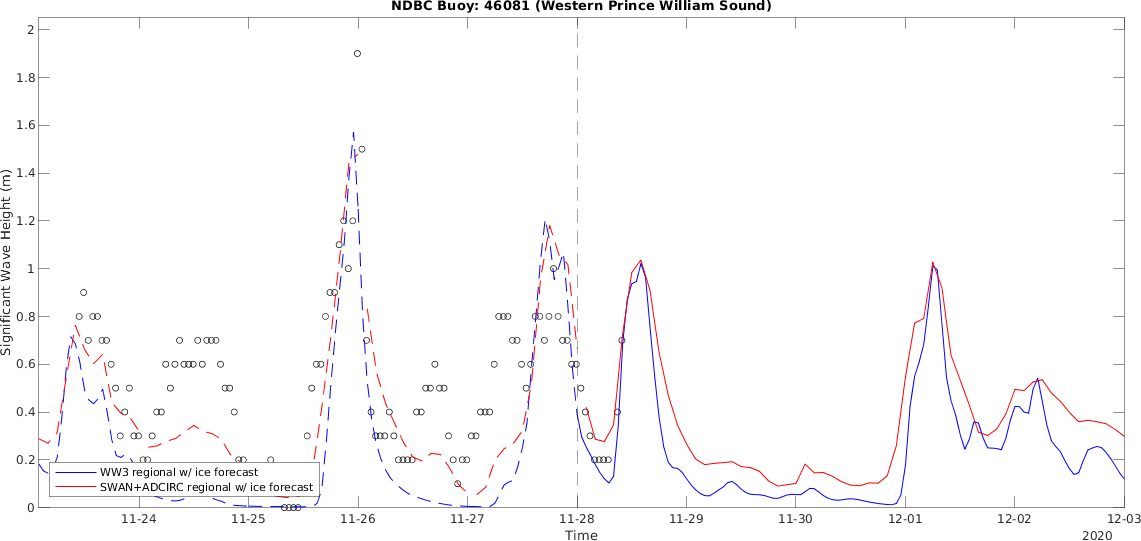 NDBC Buoy: 46081 (Western Prince William Sound)
Significant Wave Height (m)
2
1.8
1.6
1.4
1.2
1
0.8
0.6
0.4
0.2
0
WW3 regional w/ ice forecast
SWAN+ADCIRC regional w/ ice forecast
11-24 11-25 11-26 11-27 11-28 11-29 11-30 12-01 12-02 12-03
Time
2020